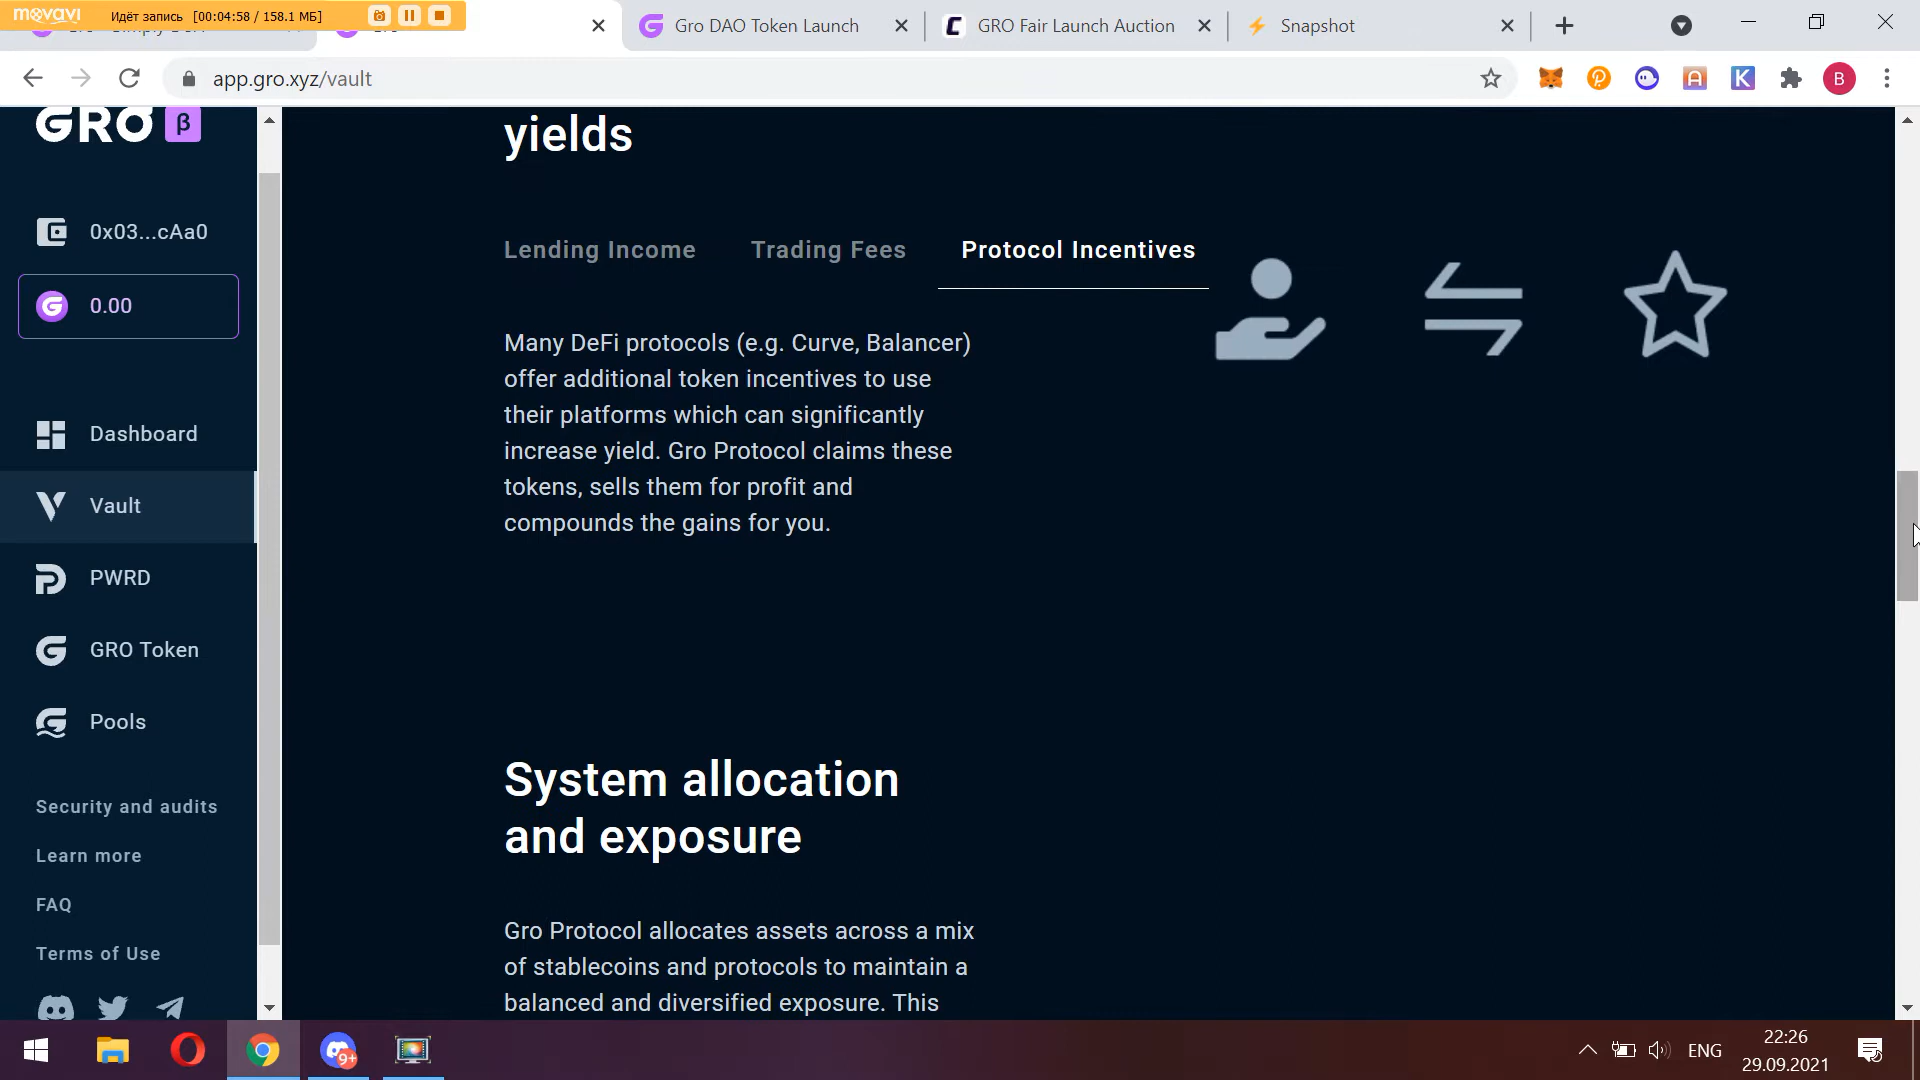 movavi Идёт запись [00:04:58 / 158.1 МБ]
Gro DAO Token Launch
GRO Fair Launch Auction
Snapshot
app.gro.xyz/vault
B
GRO β
0x03...cAa0
0.00
Dashboard
Vault
PWRD
GRO Token
Pools
Security and audits
Learn more
FAQ
Terms of Use
yields
Lending Income Trading Fees Protocol Incentives
Many DeFi protocols (e.g. Curve, Balancer)
offer additional token incentives to use
their platforms which can significantly
increase yield. Gro Protocol claims these
tokens, sells them for profit and
compounds the gains for you.
System allocation
and exposure
Gro Protocol allocates assets across a mix
of stablecoins and protocols to maintain a
balanced and diversified exposure. This
9+
ENG
22:26
29.09.2021